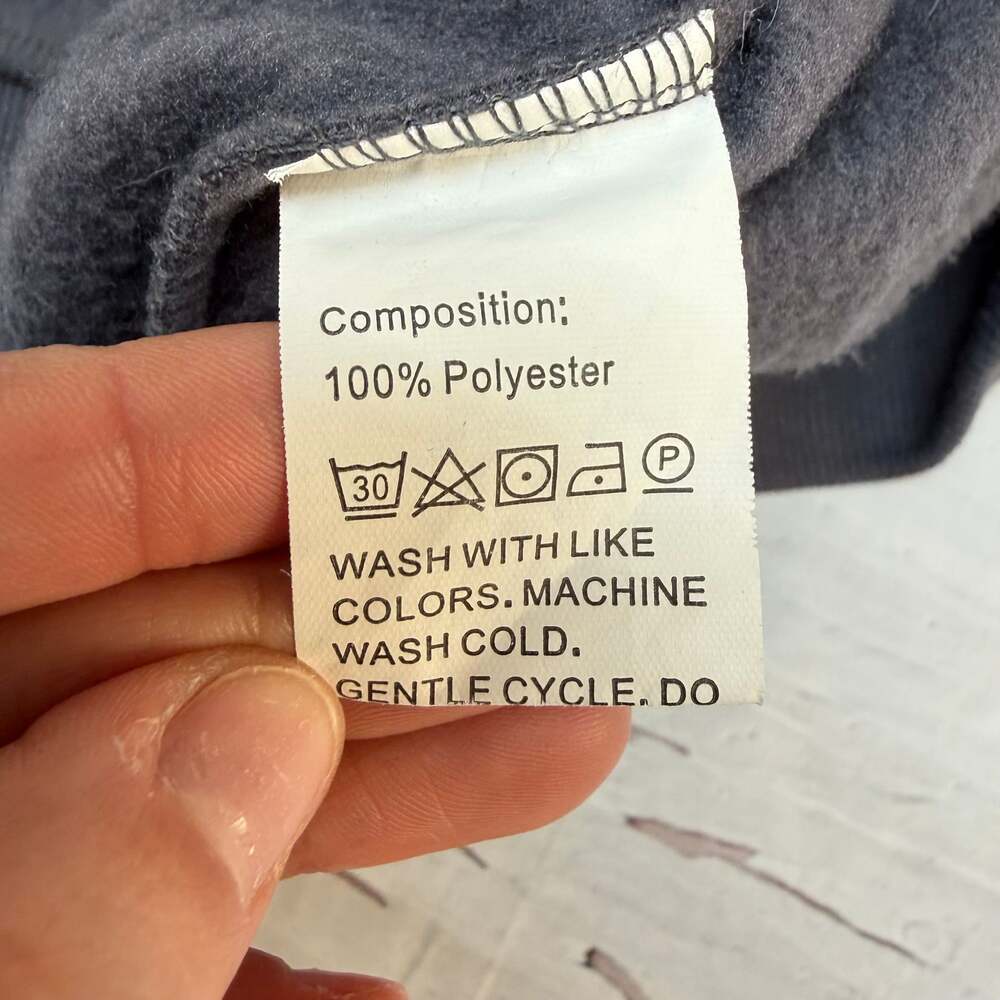 Composition:
100% Polyester
30 P
WASH WITH LIKE
COLORS. MACHINE
WASH COLD.
GENTLE CYCLE. DO